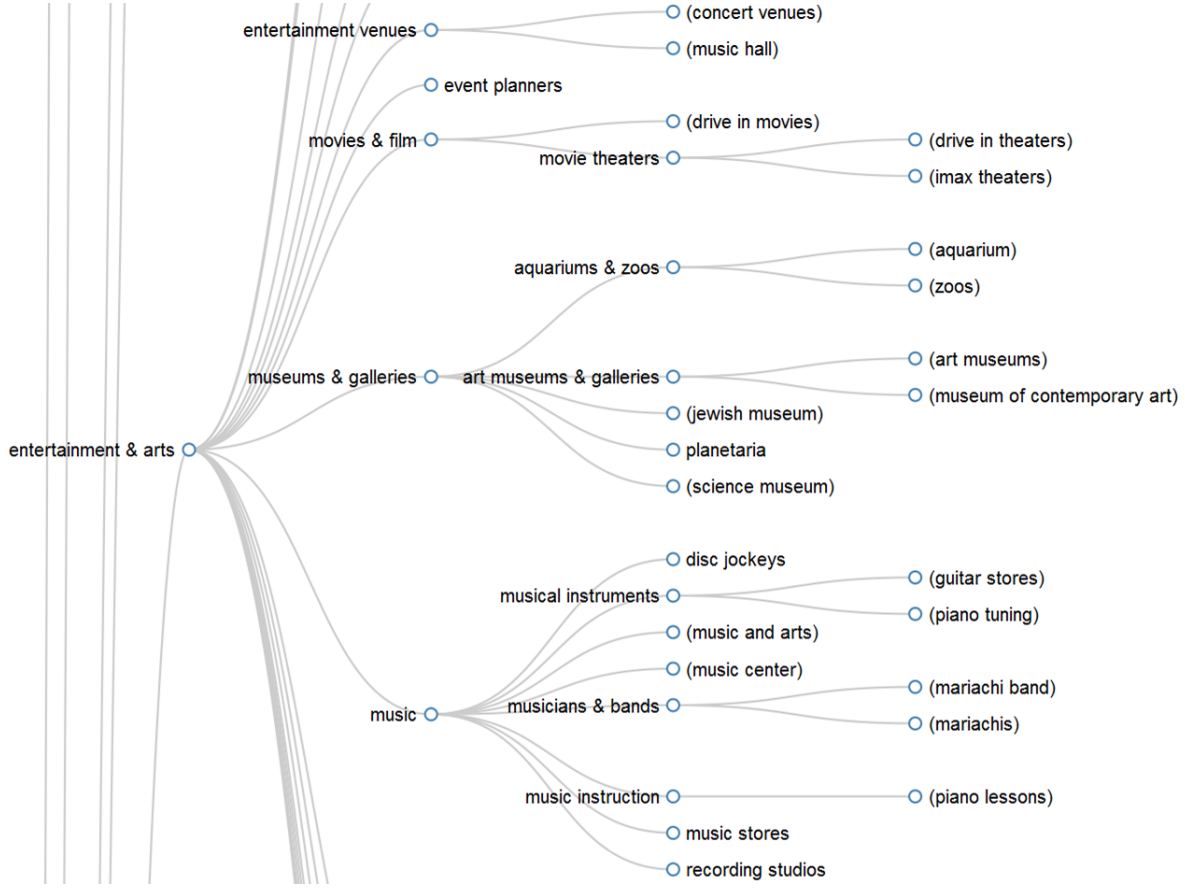 entertainment venues
(concert venues)
(music hall)
event planners
movies & film
(drive in movies)
movie theaters
(drive in theaters)
(imax theaters)
aquariums & zoos
(aquarium)
(zoos)
museums & galleries
art museums & galleries
(art museums)
(museum of contemporary art)
(jewish museum)
entertainment & arts
planetaria
(science museum)
disc jockeys
musical instruments
(guitar stores)
(piano tuning)
(music and arts)
(music center)
music
musicians & bands
(mariachi band)
(mariachis)
music instruction
(piano lessons)
music stores
recording studios